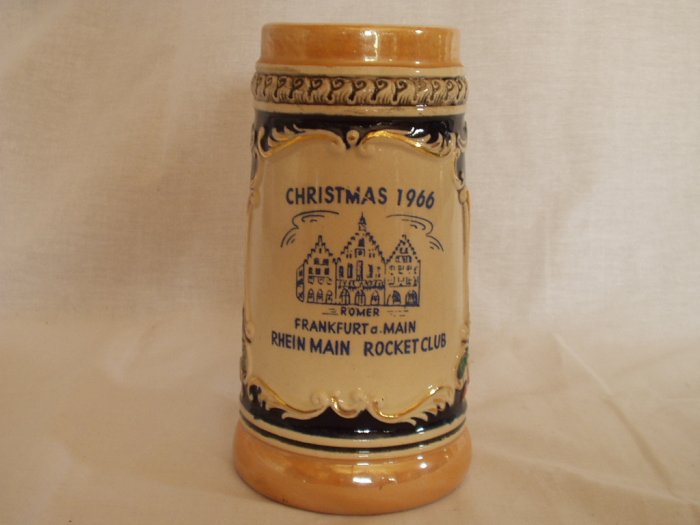 CHRISTMAS 1966
RÖMER
FRANKFURT a. MAIN
RHEIN MAIN ROCKET CLUB